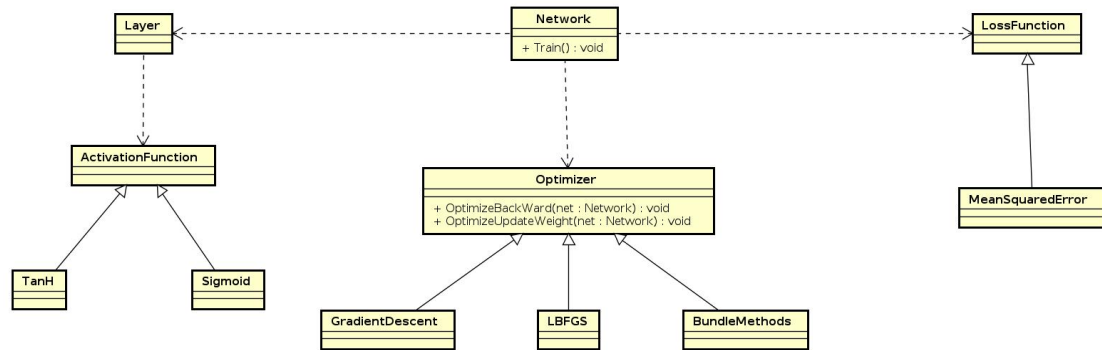 Layer
Network
+ Train() : void
LossFunction
ActivationFunction
Optimizer
+ OptimizeBackWard(net : Network) : void
+ OptimizeUpdateWeight(net : Network) : void
MeanSquaredError
TanH
Sigmoid
GradientDescent
LBFGS
BundleMethods